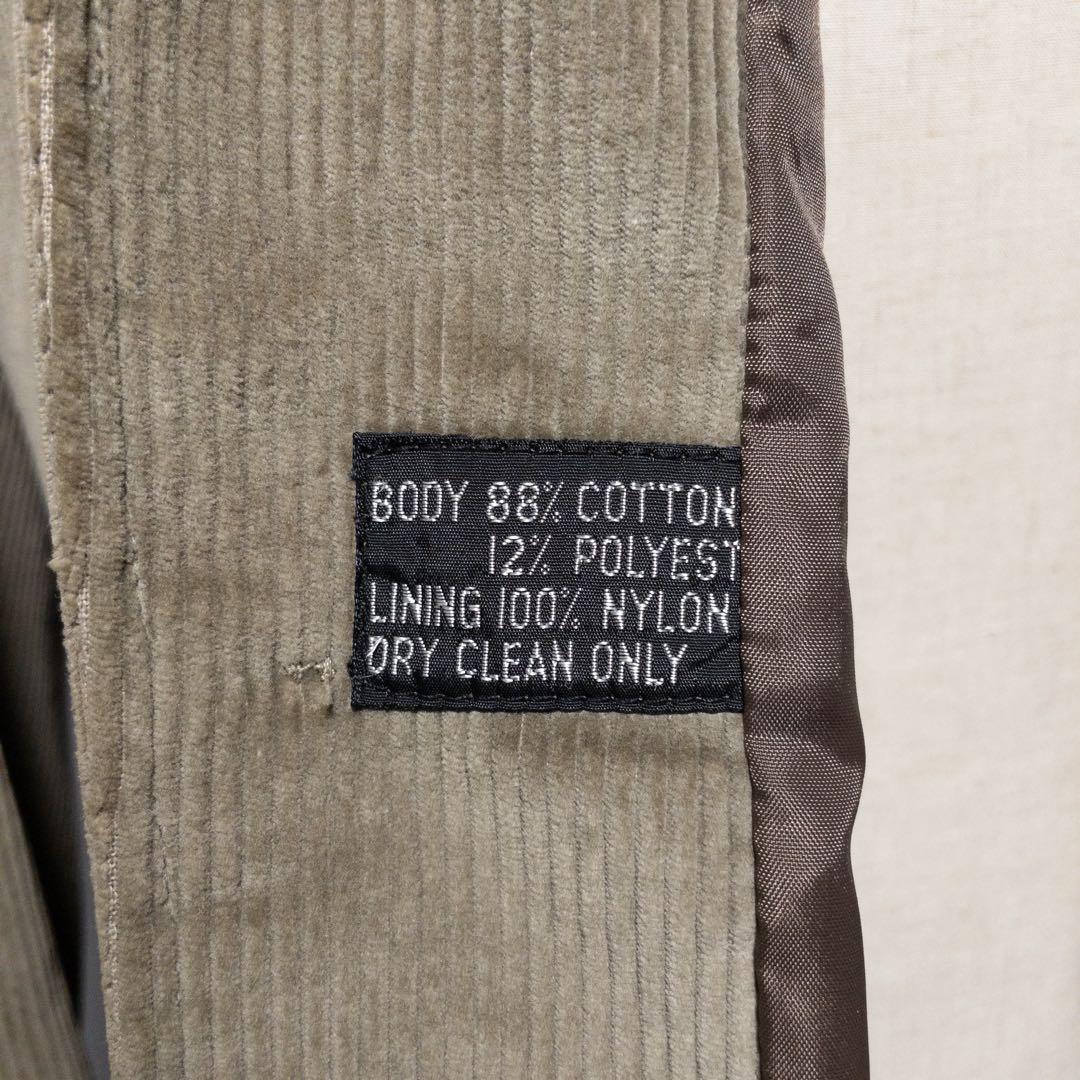 BODY 88% COTTON
12% POLYEST
LINING 100% NYLON
DRY CLEAN ONLY